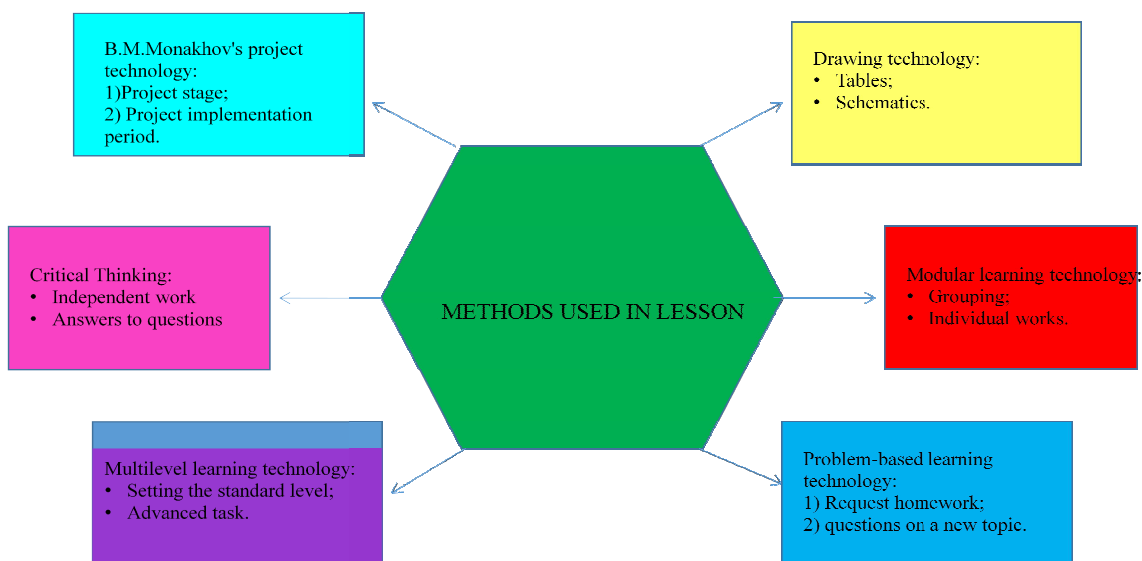 B.M.Monakhov's project
technology:
1)Project stage;
2) Project implementation
period.
Drawing technology:
• Tables;
• Schematics.
Critical Thinking:
• Independent work
• Answers to questions
METHODS USED IN LESSON
Modular learning technology:
• Grouping;
• Individual works.
Multilevel learning technology:
• Setting the standard level;
• Advanced task.
Problem-based learning
technology:
1) Request homework;
2) questions on a new topic.